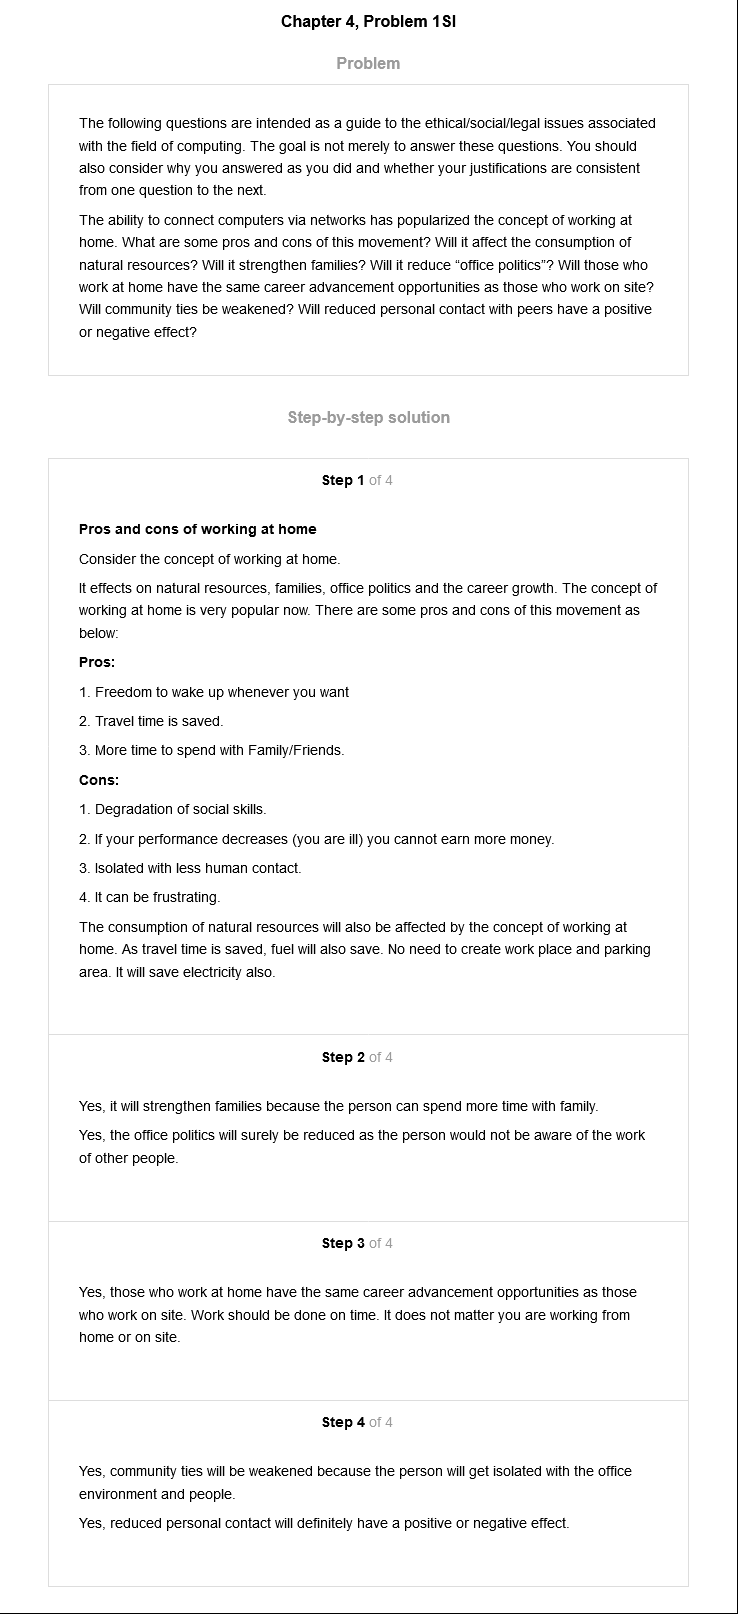 Chapter 4, Problem 1SI
Problem
The following questions are intended as a guide to the ethical/social/legal issues associated
with the field of computing. The goal is not merely to answer these questions. You should
also consider why you answered as you did and whether your justifications are consistent
from one question to the next.
The ability to connect computers via networks has popularized the concept of working at
home. What are some pros and cons of this movement? Will it affect the consumption of
natural resources? Will it strengthen families? Will it reduce “office politics”? Will those who
work at home have the same career advancement opportunities as those who work on site?
Will community ties be weakened? Will reduced personal contact with peers have a positive
or negative effect?
Step-by-step solution
Step 1 of 4
Pros and cons of working at home
Consider the concept of working at home.
It effects on natural resources, families, office politics and the career growth. The concept of
working at home is very popular now. There are some pros and cons of this movement as
below:
Pros:
1. Freedom to wake up whenever you want
2. Travel time is saved.
3. More time to spend with Family/Friends.
Cons:
1. Degradation of social skills.
2. If your performance decreases (you are ill) you cannot earn more money.
3. Isolated with less human contact.
4. It can be frustrating.
The consumption of natural resources will also be affected by the concept of working at
home. As travel time is saved, fuel will also save. No need to create work place and parking
area. It will save electricity also.
Step 2 of 4
Yes, it will strengthen families because the person can spend more time with family.
Yes, the office politics will surely be reduced as the person would not be aware of the work
of other people.
Step 3 of 4
Yes, those who work at home have the same career advancement opportunities as those
who work on site. Work should be done on time. It does not matter you are working from
home or on site.
Step 4 of 4
Yes, community ties will be weakened because the person will get isolated with the office
environment and people.
Yes, reduced personal contact will definitely have a positive or negative effect.